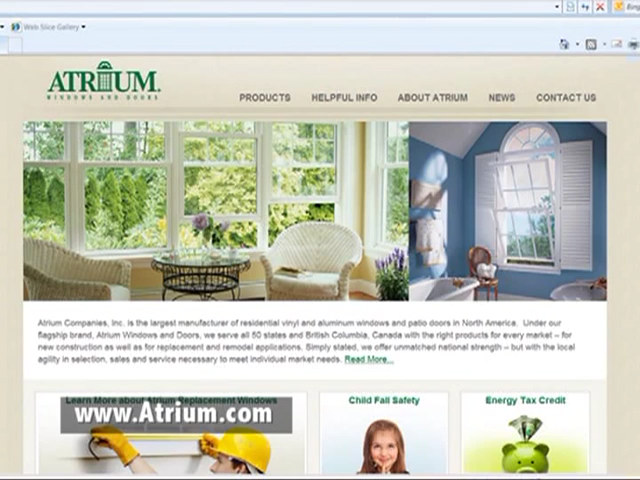 Web Slice Gallery
Bing
ATRIUM
WINDOWS AND DOORS
PRODUCTS HELPFUL INFO ABOUT ATRIUM NEWS CONTACT US
Atrium Companies, Inc. is the largest manufacturer of residential vinyl and aluminum windows and patio doors in North America. Under our
flagship brand, Atrium Windows and Doors, we serve all 50 states and British Columbia, Canada with the right products for every market – for
new construction as well as for replacement and remodel applications. Simply stated, we offer unmatched national strength – but with the local
agility in selection, sales and service necessary to meet individual market needs. Read More...
Learn More about Atrium Replacement Windows
Child Fall Safety
Energy Tax Credit
www.Atrium.com